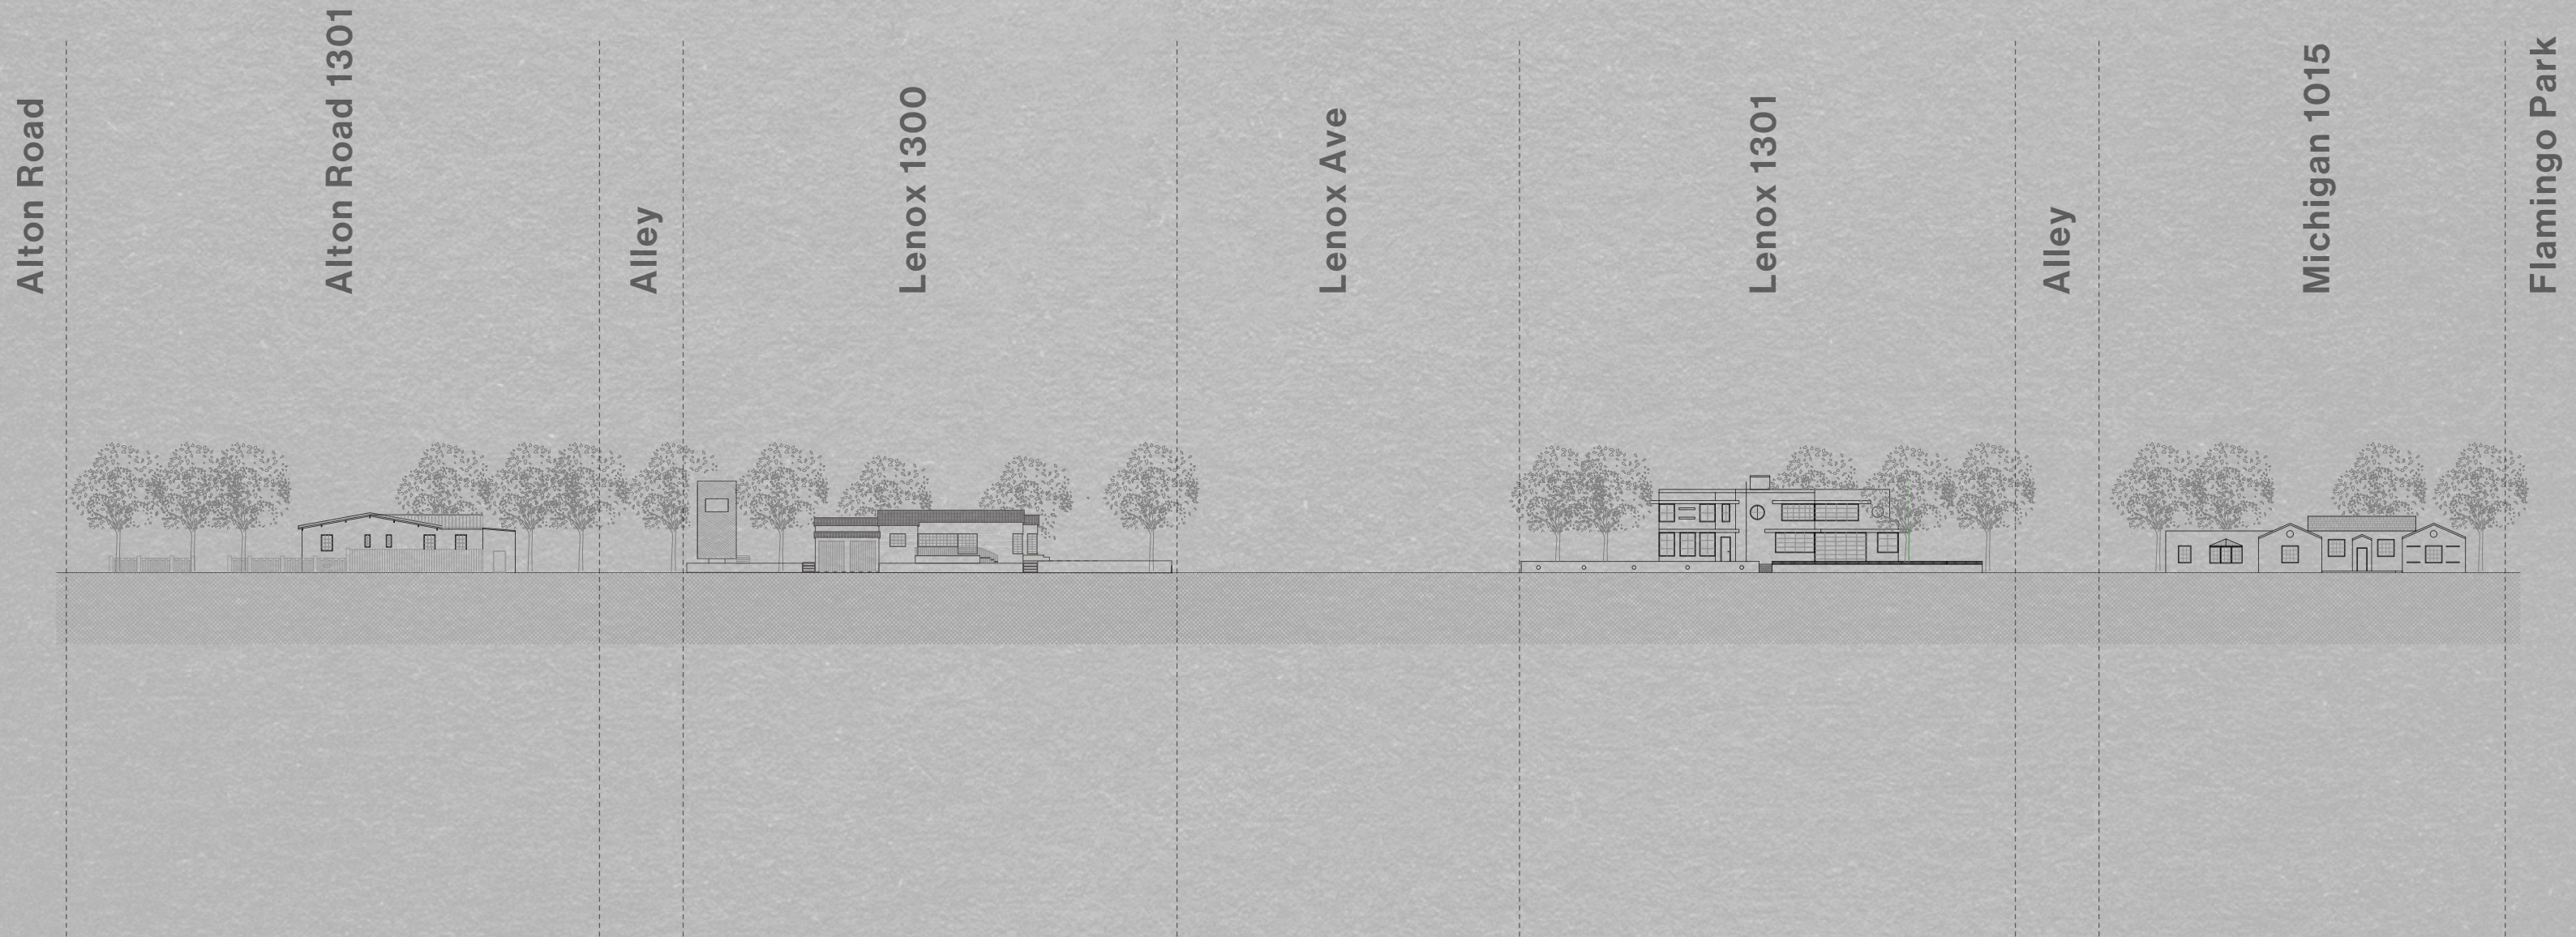 Alton Road
Alton Road 1301
Alley
Lenox 1300
Lenox Ave
Lenox 1301
Alley
Michigan 1015
Flamingo Park